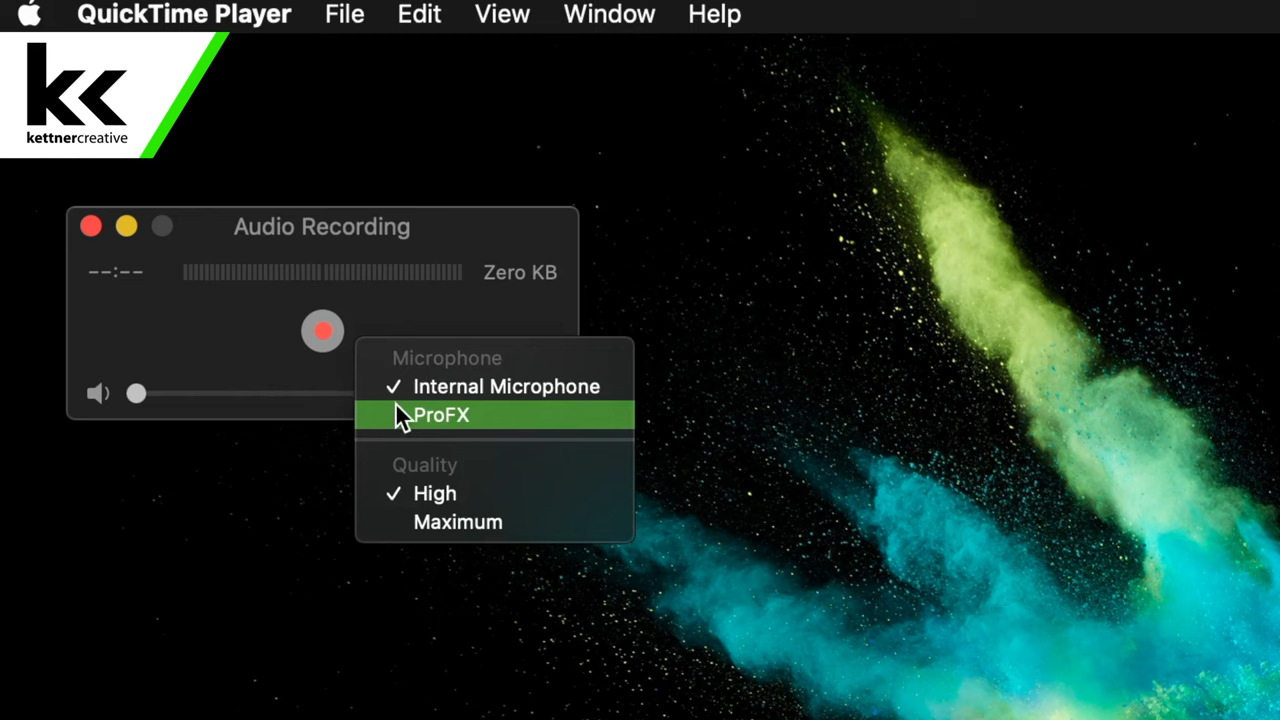 QuickTime Player File Edit View Window Help
kc
kettnercreative
Audio Recording
--:-- Zero KB
Microphone
✓ Internal Microphone
ProFX
Quality
✓ High
Maximum